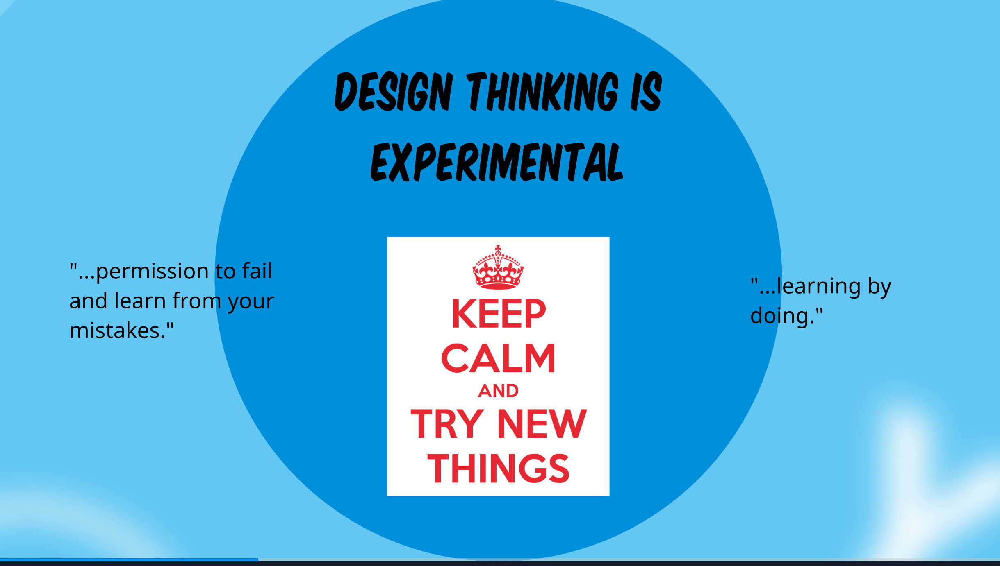 DESIGN THINKING IS
EXPERIMENTAL
"...permission to fail
and learn from your
mistakes."
KEEP
CALM
AND
TRY NEW
THINGS
"...learning by
doing."